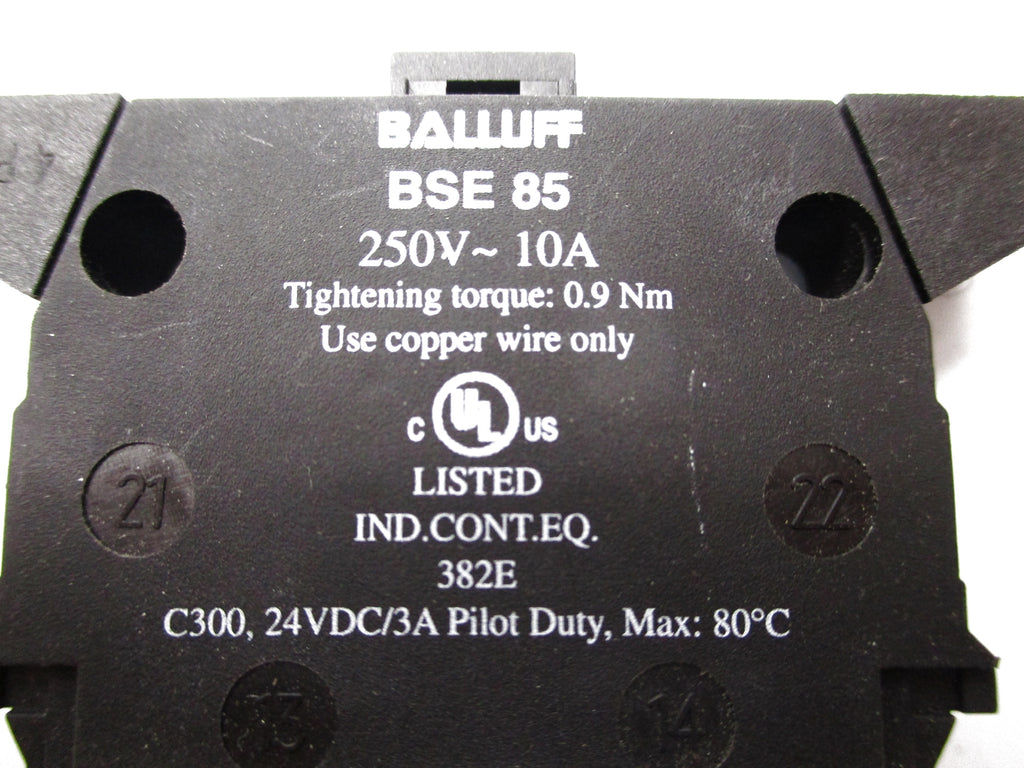 BALLUFF
BSE 85
250V~ 10A
Tightening torque: 0.9 Nm
Use copper wire only
C UL US
LISTED
IND.CONT.EQ.
382E
21
22
C300, 24VDC/3A Pilot Duty, Max: 80°C
13
14